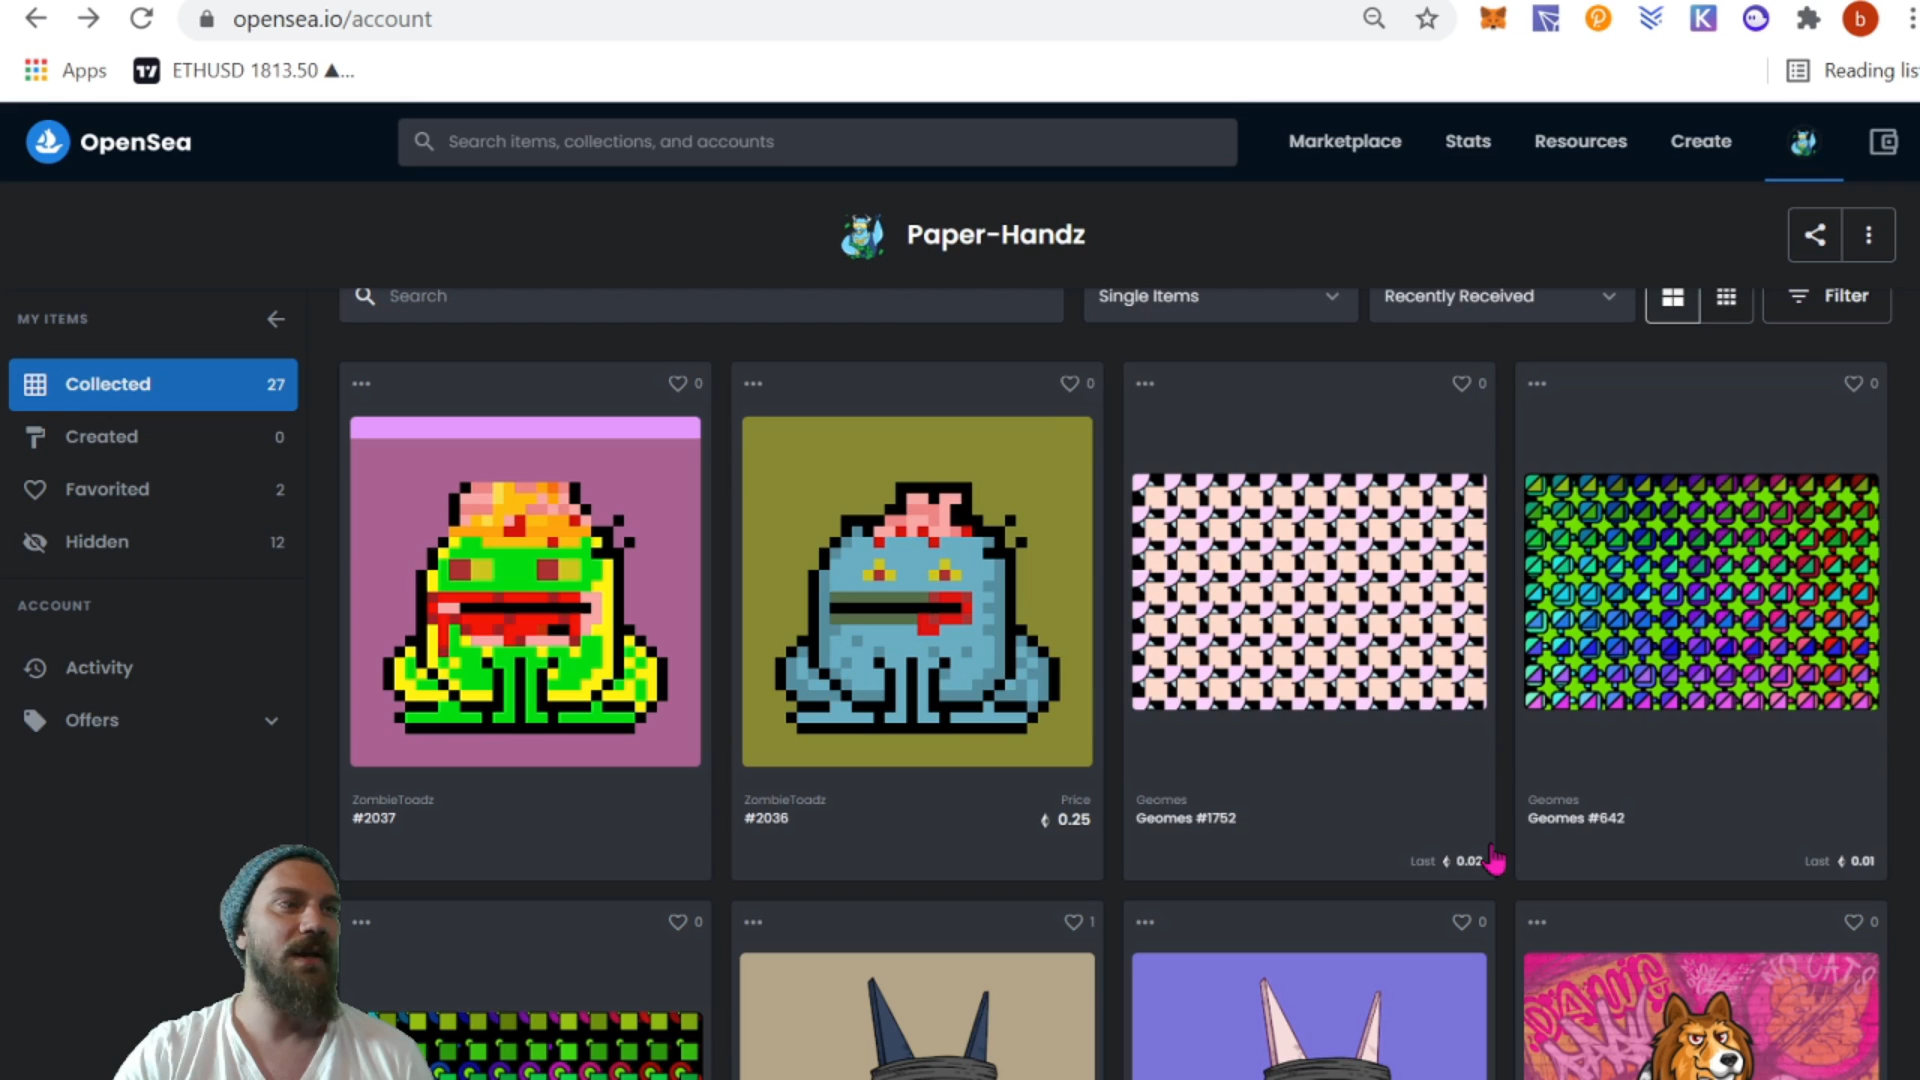 opensea.io/account
b
Apps
ETHUSD 1813.50 ▲...
Reading lis
OpenSea
Search items, collections, and accounts
Marketplace
Stats
Resources
Create
Paper-Handz
MY ITEMS
Search
Single Items
Recently Received
Filter
Collected 27
Created 0
Favorited 2
Hidden 12
ACCOUNT
Activity
Offers
0
0
0
0
ZombieToadz
#2037
ZombieToadz
#2036
Price
0.25
Geomes
Geomes #1752
Last 0.02
Geomes
Geomes #642
Last 0.01
0
1
0
0
NO CATS